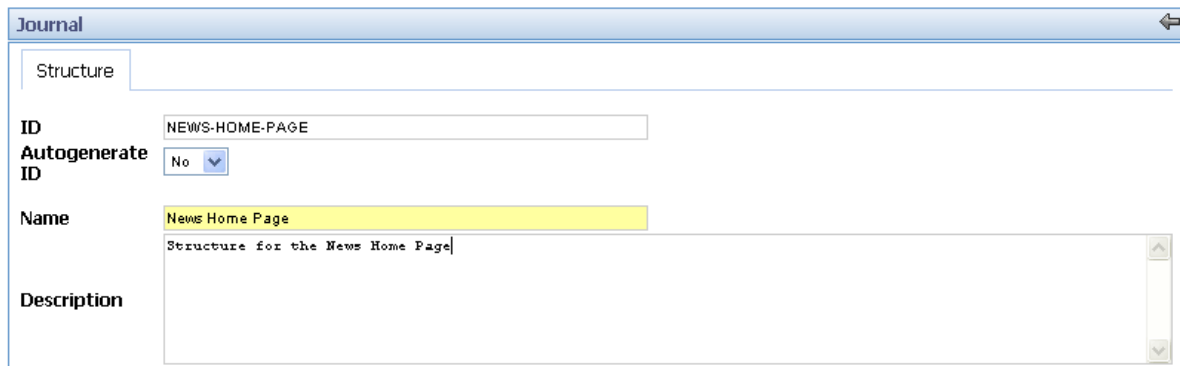 Journal
Structure
ID NEWS-HOME-PAGE
Autogenerate
ID No
Name News Home Page
Structure for the News Home Page
Description